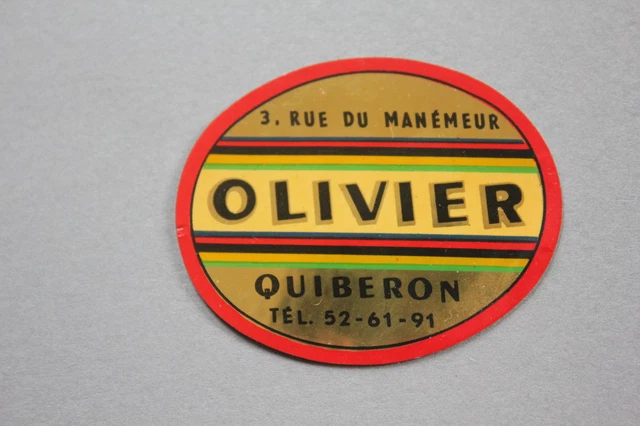 3, RUE DU MANÉMEUR
OLIVIER
QUIBERON
TÉL. 52-61-91